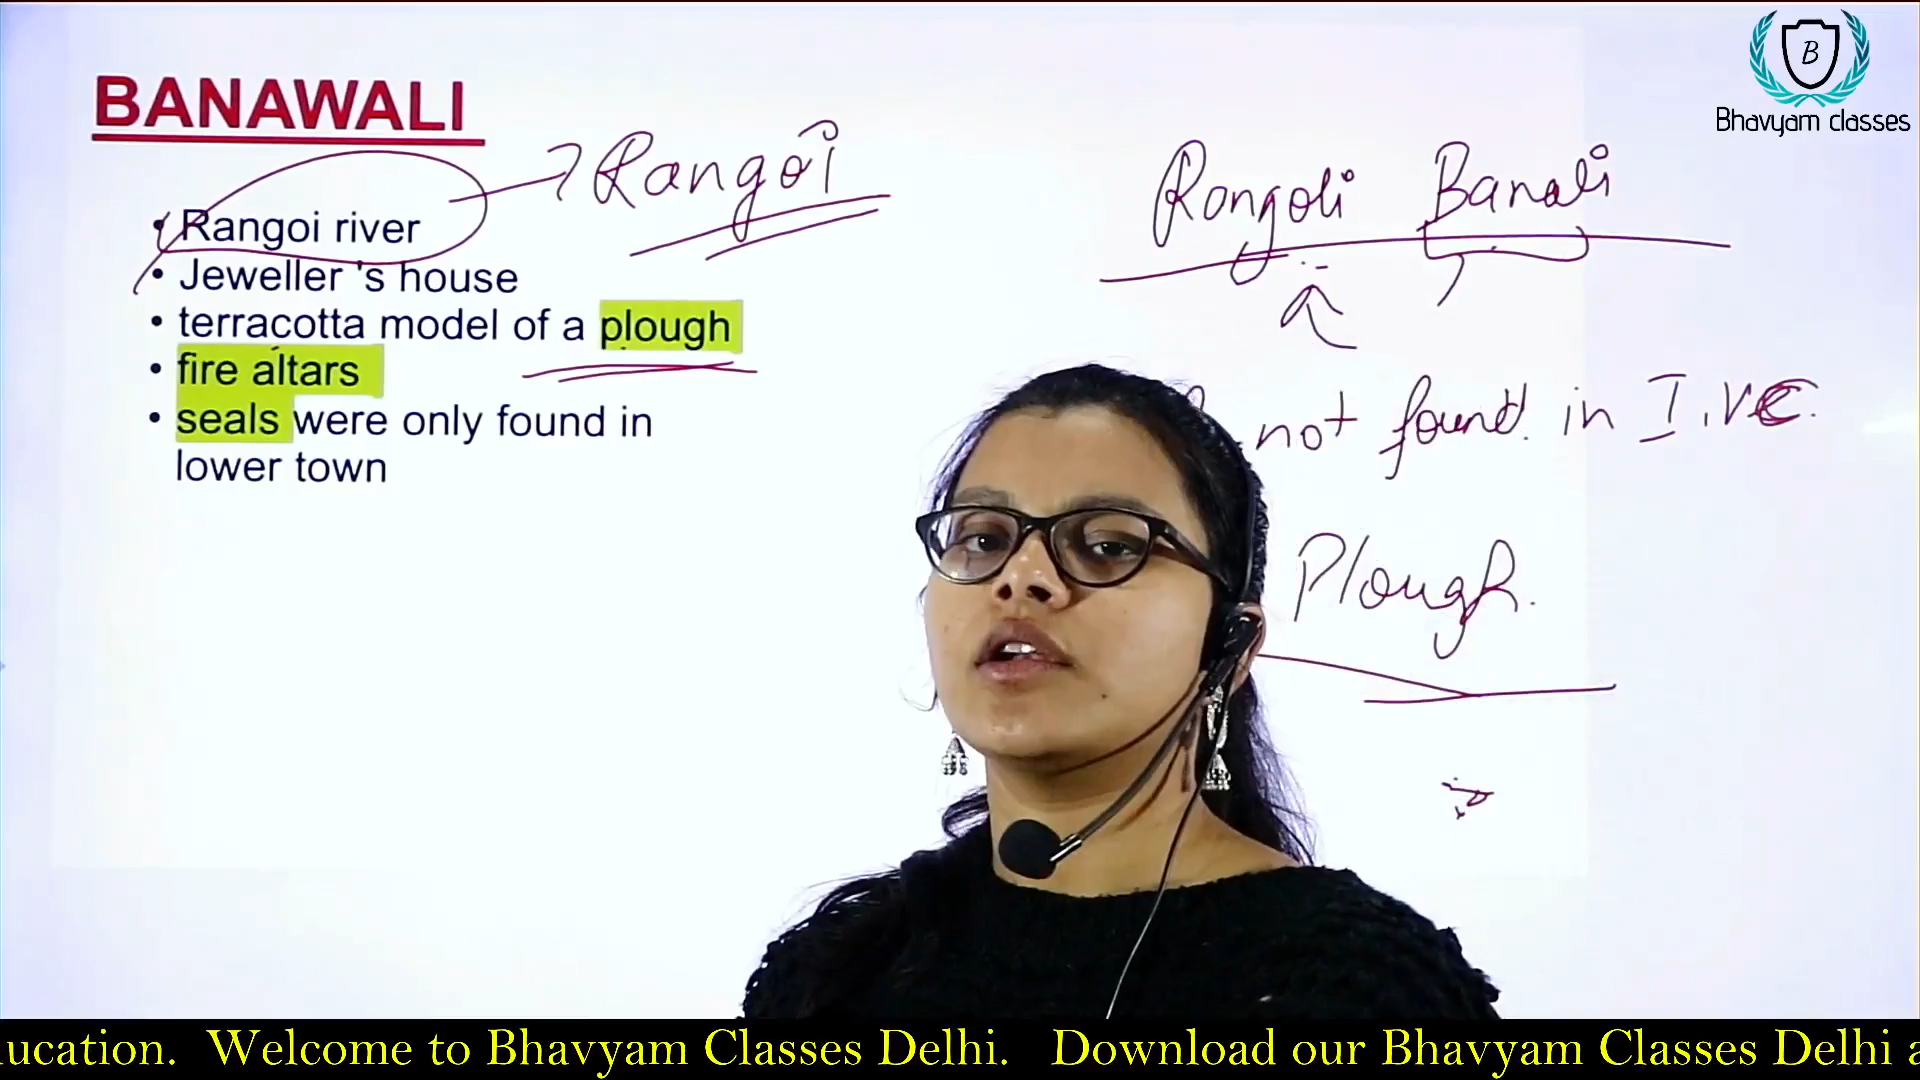 B
Bhavyam classes
BANAWALI
Rangoi
Rongoli Banali
• Rangoi river
• Jeweller 's house
• terracotta model of a plough
• fire altars
• seals were only found in
lower town
not found in I.VC.
Plough.
ucation. Welcome to Bhavyam Classes Delhi. Download our Bhavyam Classes Delhi a